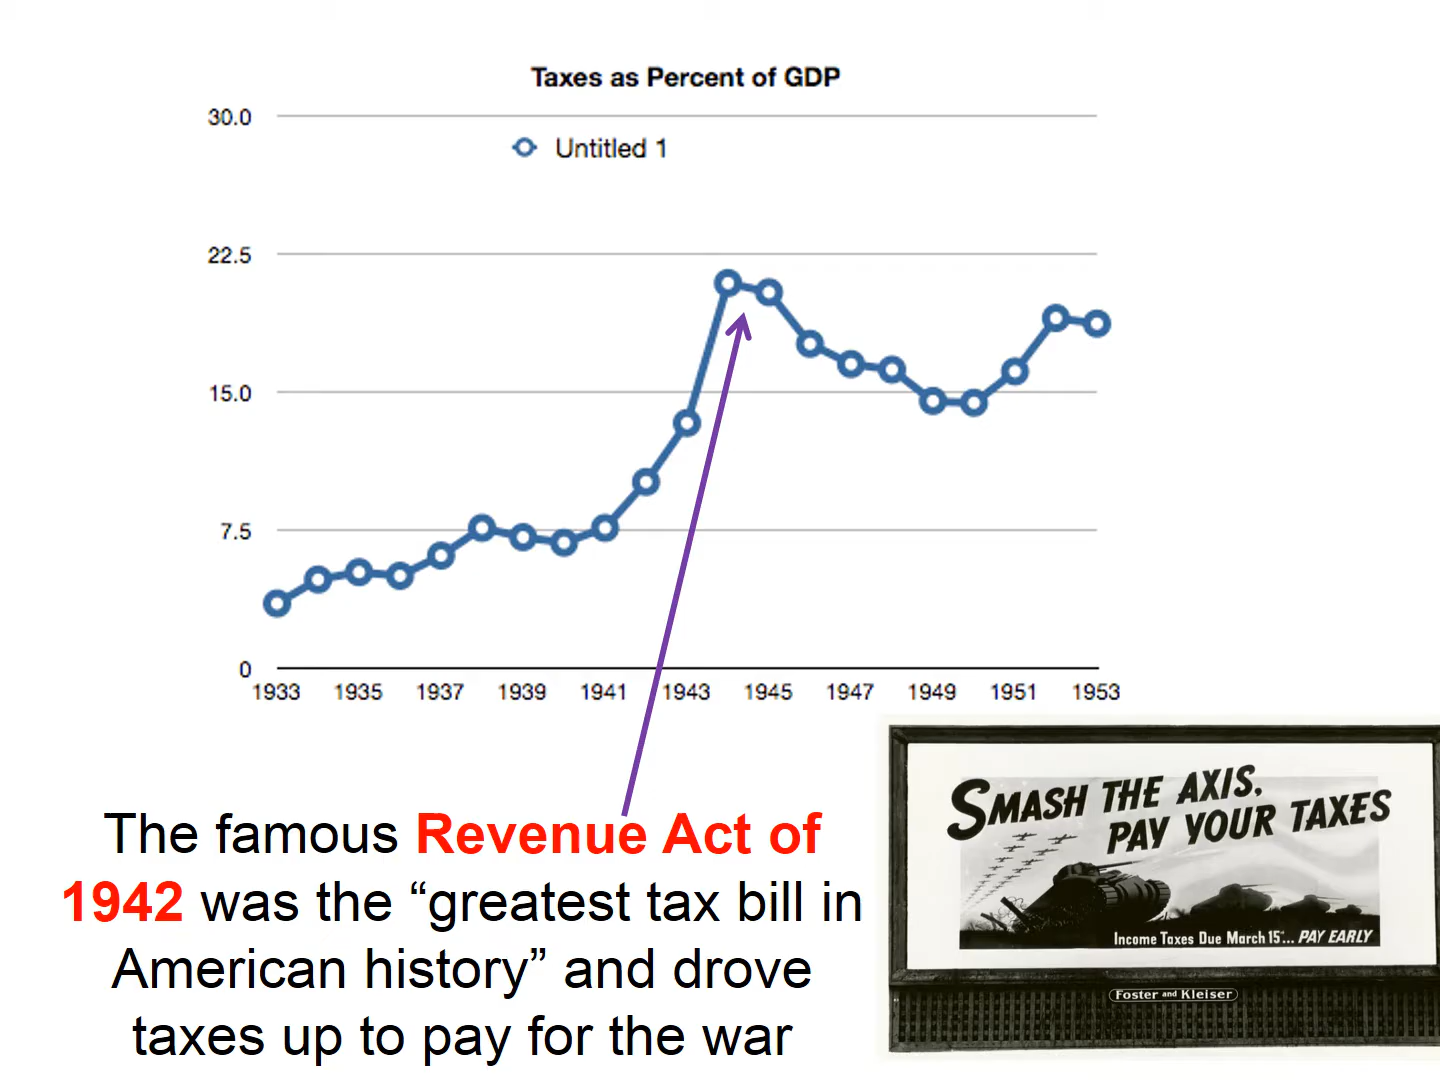 Taxes as Percent of GDP
30.0
Untitled 1
22.5
15.0
7.5
0
1933 1935 1937 1939 1941 1943 1945 1947 1949 1951 1953
SMASH THE AXIS,
PAY YOUR TAXES
Income Taxes Due March 15"... PAY EARLY
Foster and Kleiser
The famous Revenue Act of
1942 was the “greatest tax bill in
American history” and drove
taxes up to pay for the war